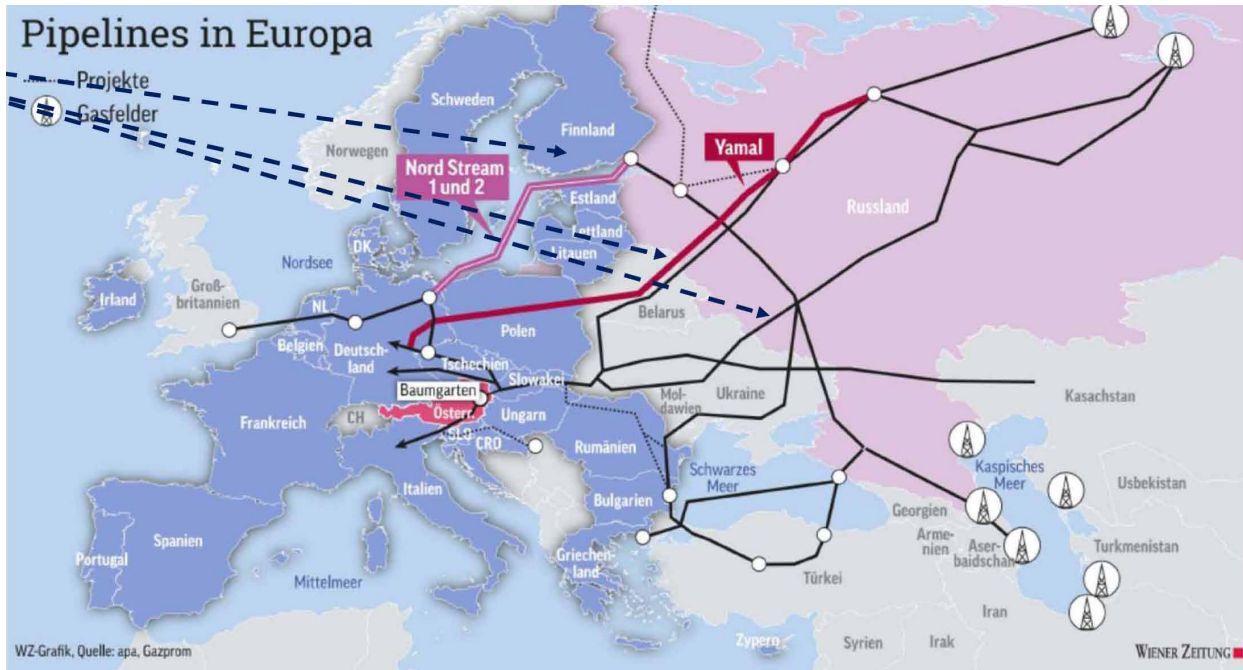 Pipelines in Europa
Projekte
Gasfelder
Schweden
Finnland
Norwegen
Yamal
Nord Stream
1 und 2
Estland
Russland
Lettland
Litauen
DK
Nordsee
Irland
Groß-
britannien
NL
Belarus
Polen
Belgien
Deutsch-
land
Tschechien
Slowakei
Baumgarten
Mol-
dawien
Ukraine
Kasachstan
Frankreich
CH
Österr.
Ungarn
SLO
CRO
Rumänien
Schwarzes
Meer
Kaspisches
Meer
Usbekistan
Italien
Bulgarien
Georgien
Portugal
Spanien
Arme-
nien
Aser-
baidschan
Turkmenistan
Griechen-
land
Mittelmeer
Türkei
Iran
Zypern
Syrien
Irak
WZ-Grafik, Quelle: apa, Gazprom
WIENER ZEITUNG